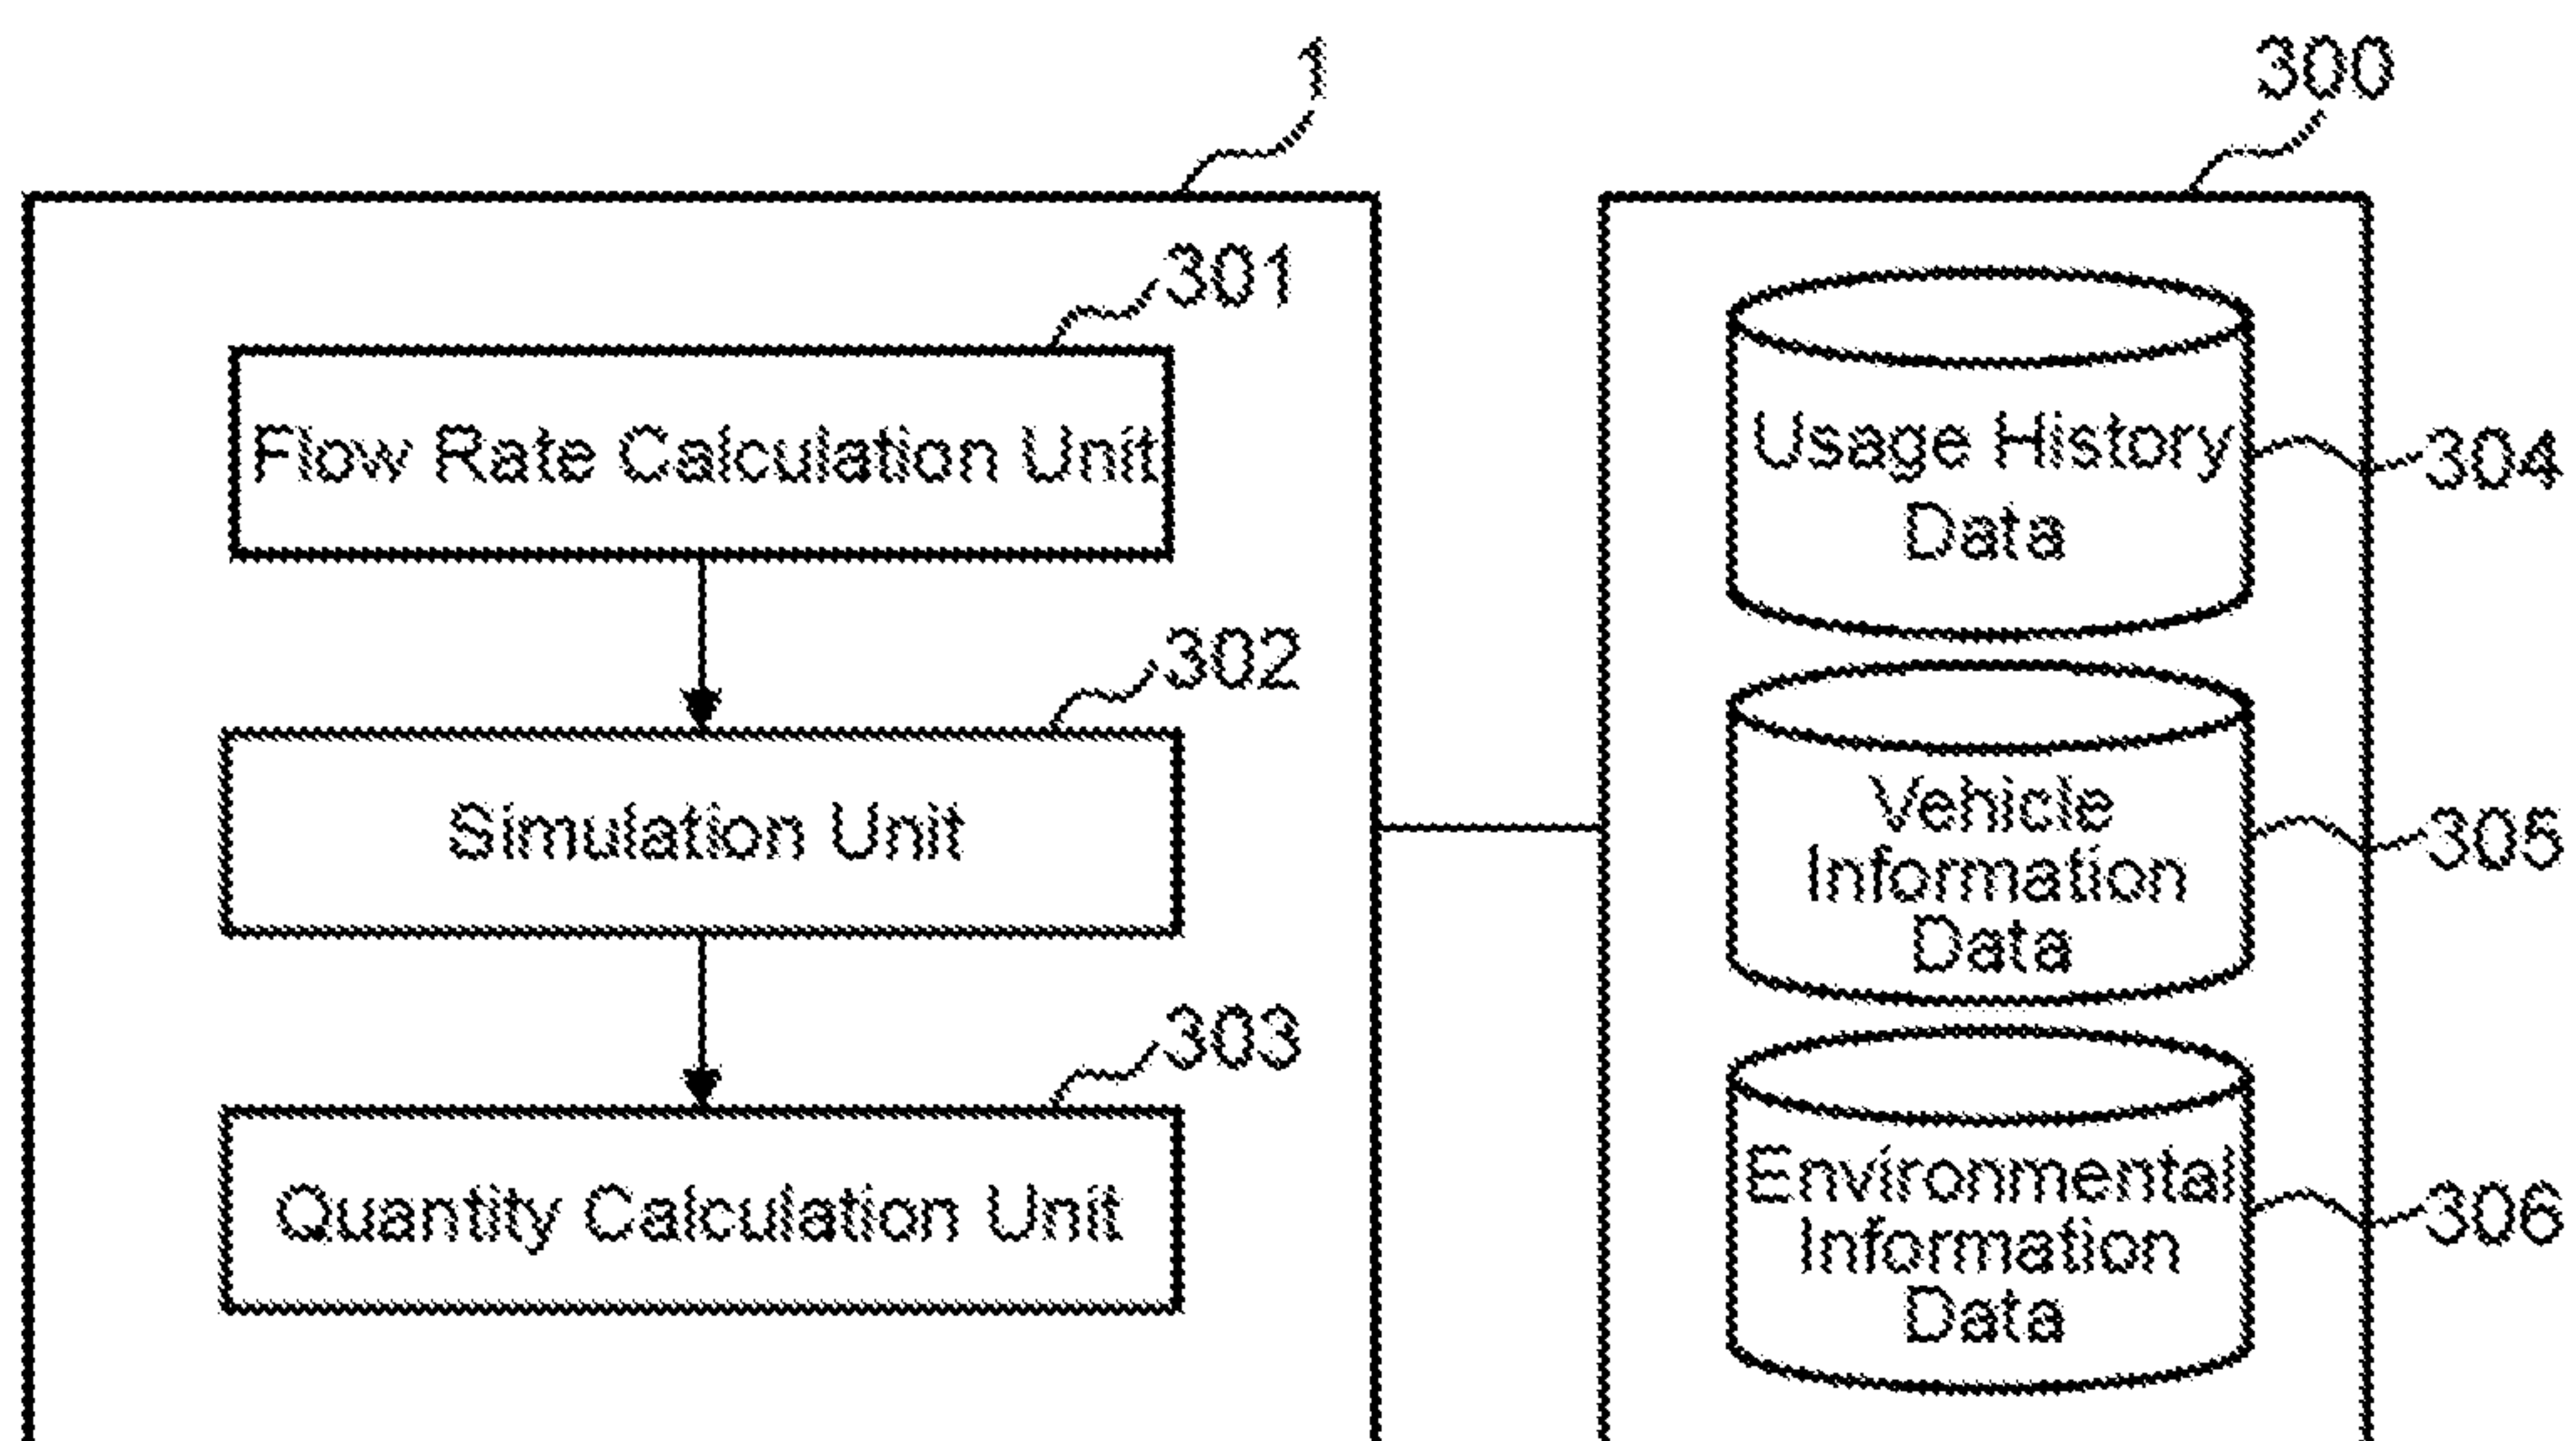 1
300
301
Flow Rate Calculation Unit
302
Simulation Unit
303
Quantity Calculation Unit
Usage History
Data
304
Vehicle
Information
Data
305
Environmental
Information
Data
306